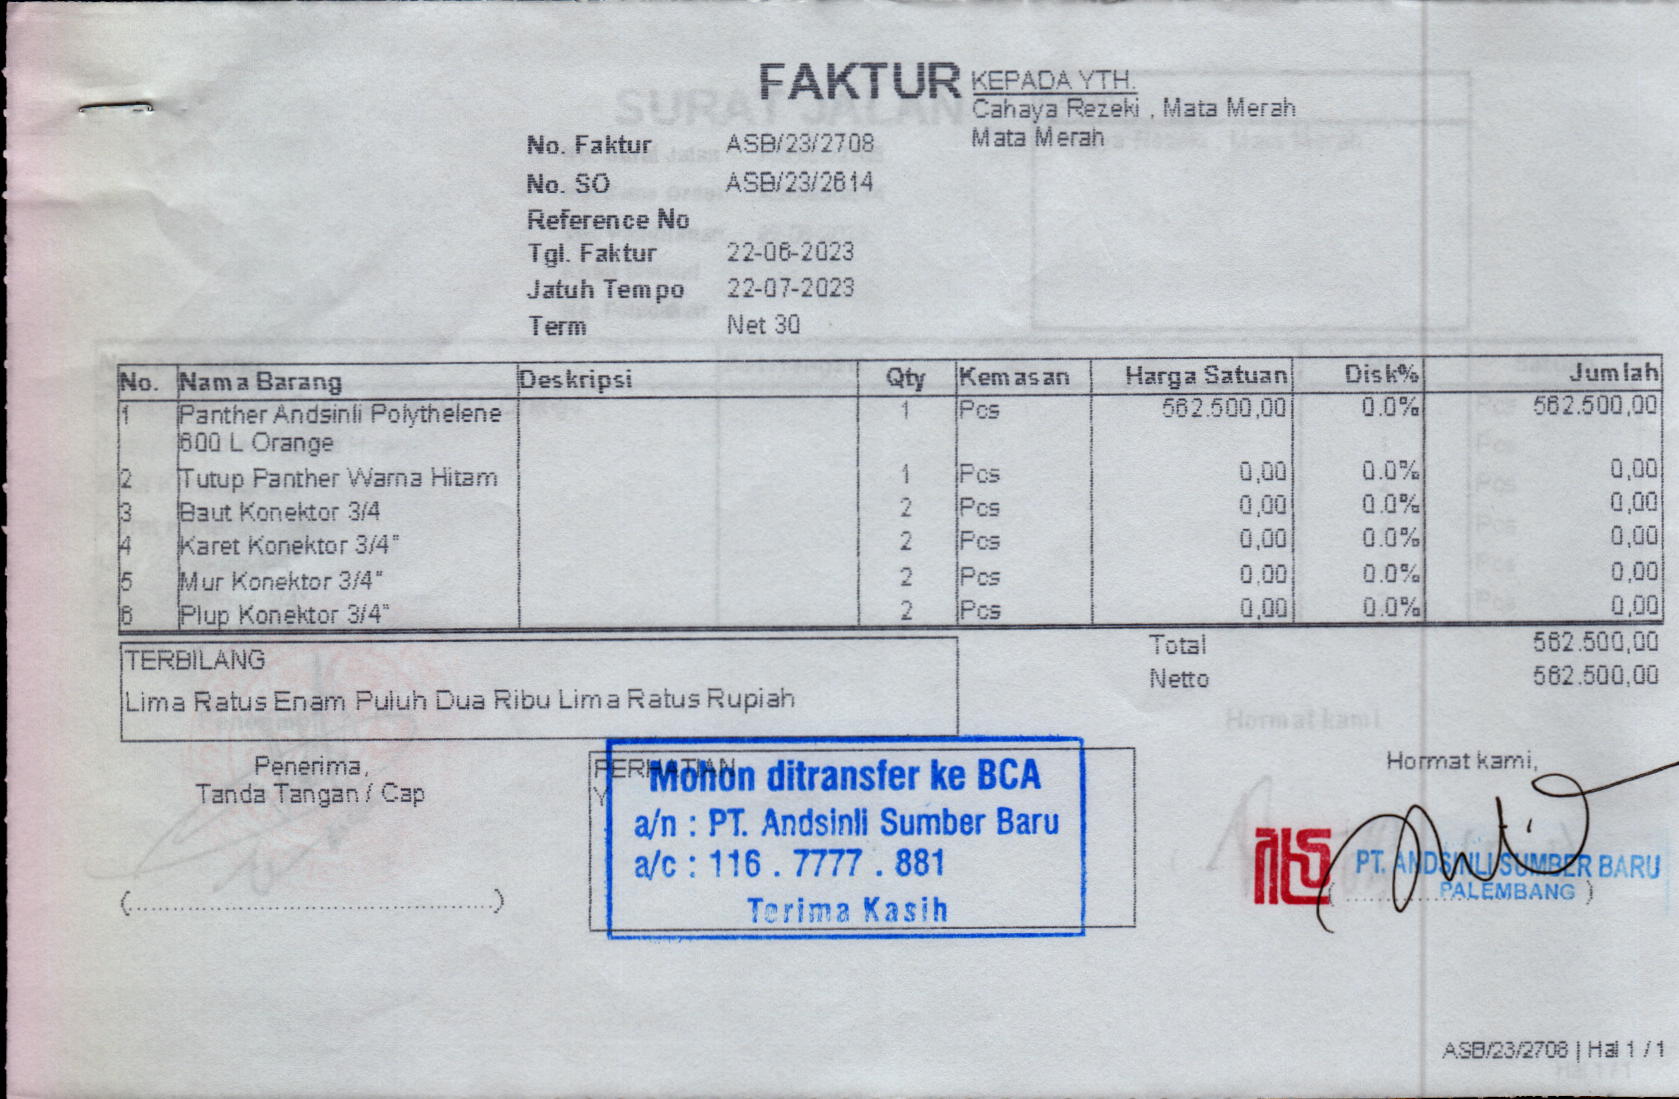 FAKTUR
KEPADA YTH.
Cahaya Rezeki , Mata Merah
Mata Merah
No. Faktur ASB/23/2708
No. SO ASB/23/2614
Reference No
Tgl. Faktur 22-06-2023
Jatuh Tempo 22-07-2023
Term Net 30
No. Nama Barang Deskripsi Qty Kemasan Harga Satuan Disk% Jumlah
1 Panther Andsinli Polythelene 1 Pcs 562.500,00 0.0% 562.500,00
600 L Orange
2 Tutup Panther Warna Hitam 1 Pcs 0,00 0.0% 0,00
3 Baut Konektor 3/4 2 Pcs 0,00 0.0% 0,00
4 Karet Konektor 3/4" 2 Pcs 0,00 0.0% 0,00
5 Mur Konektor 3/4" 2 Pcs 0,00 0.0% 0,00
6 Plup Konektor 3/4" 2 Pcs 0,00 0.0% 0,00
Total 562.500,00
Netto 562.500,00
TERBILANG
Lima Ratus Enam Puluh Dua Ribu Lima Ratus Rupiah
Penerima,
Tanda Tangan / Cap
(..........................................)
PERHATIAN
Mohon ditransfer ke BCA
a/n : PT. Andsinli Sumber Baru
a/c : 116 . 7777 . 881
Terima Kasih
Hormat kami,
PT. ANDSINLI SUMBER BARU
PALEMBANG
ASB/23/2708 | Hal 1 / 1